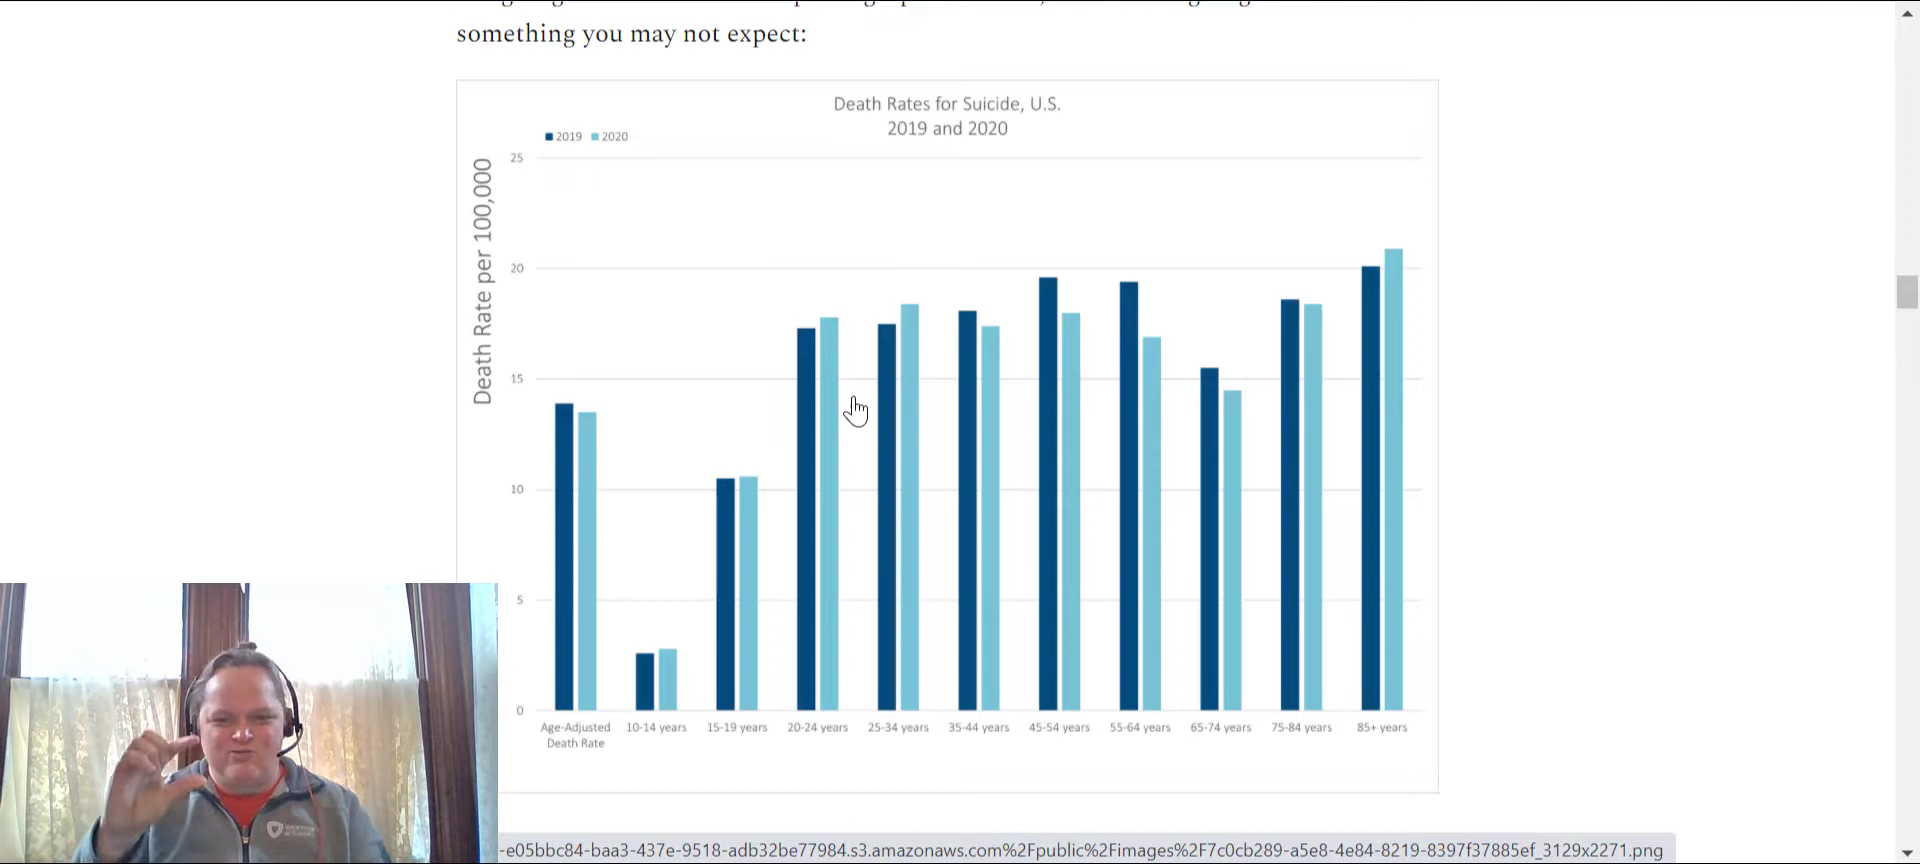 something you may not expect:
Death Rates for Suicide, U.S.
2019 and 2020
2019 2020
Death Rate per 100,000
25
20
15
10
5
0
Age-Adjusted Death Rate
10-14 years
15-19 years
20-24 years
25-34 years
35-44 years
45-54 years
55-64 years
65-74 years
75-84 years
85+ years
-e05bbc84-baa3-437e-9518-adb32be77984.s3.amazonaws.com%2Fpublic%2Fimages%2F7c0cb289-a5e8-4e84-8219-8397f37885ef_3129x2271.png